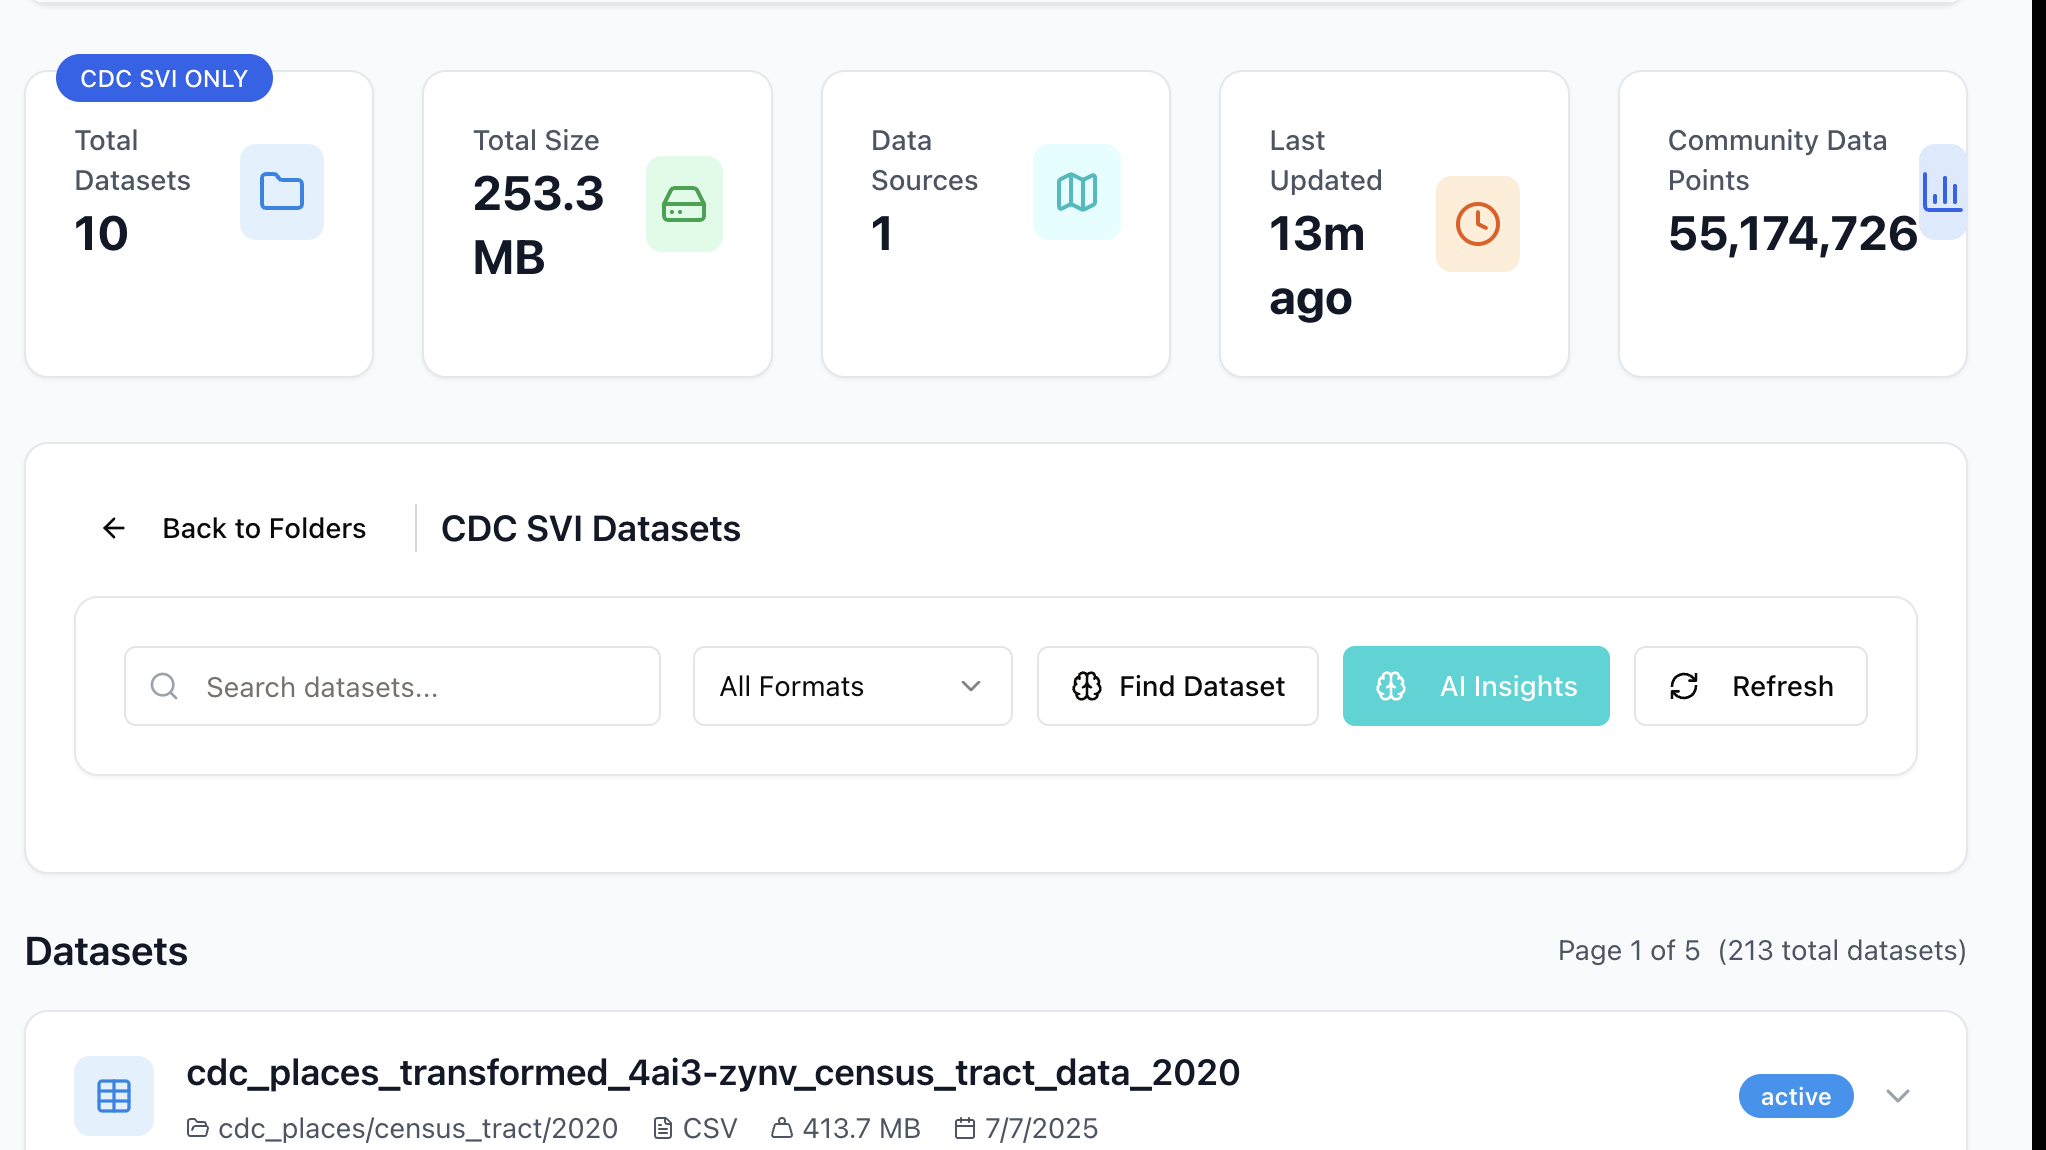 CDC SVI ONLY
Total
Datasets
10
Total Size
253.3
MB
Data
Sources
1
Last
Updated
13m
ago
Community Data
Points
55,174,726
Back to Folders
CDC SVI Datasets
Search datasets...
All Formats
Find Dataset
AI Insights
Refresh
Datasets
Page 1 of 5 (213 total datasets)
cdc_places_transformed_4ai3-zynv_census_tract_data_2020
active
cdc_places/census_tract/2020 CSV 413.7 MB 7/7/2025